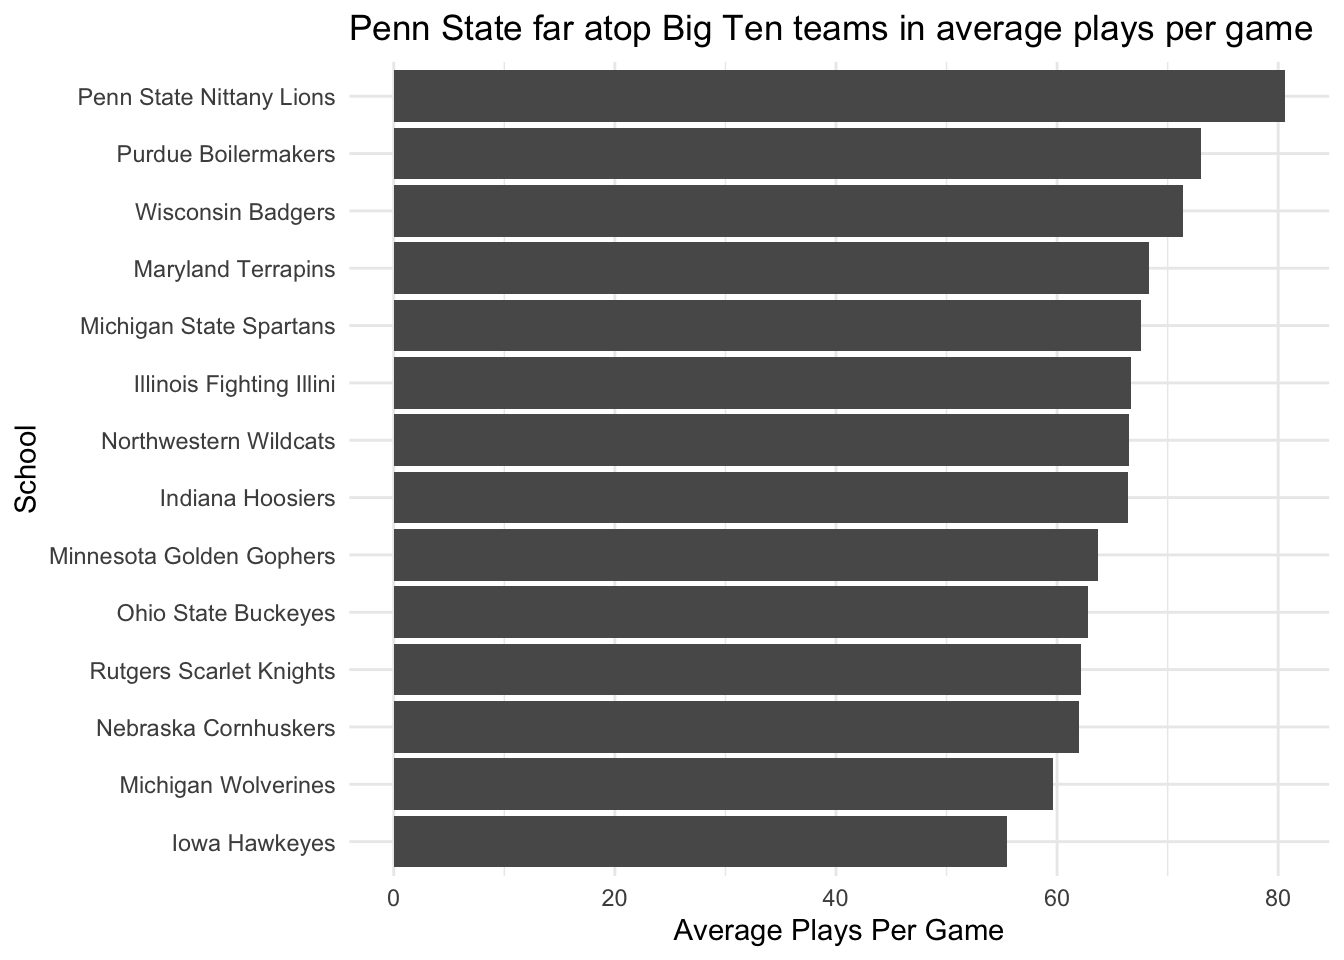 Penn State far atop Big Ten teams in average plays per game
Penn State Nittany Lions
Purdue Boilermakers
Wisconsin Badgers
Maryland Terrapins
Michigan State Spartans
Illinois Fighting Illini
Northwestern Wildcats
Indiana Hoosiers
Minnesota Golden Gophers
Ohio State Buckeyes
Rutgers Scarlet Knights
Nebraska Cornhuskers
Michigan Wolverines
Iowa Hawkeyes
School
0 20 40 60 80
Average Plays Per Game